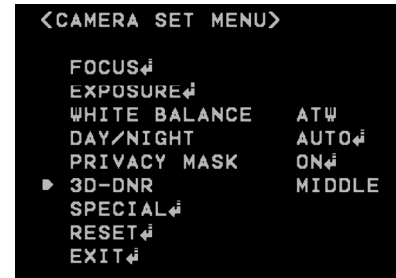 <CAMERA SET MENU>
FOCUS↲
EXPOSURE↲
WHITE BALANCE ATW
DAY/NIGHT AUTO↲
PRIVACY MASK ON↲
3D-DNR MIDDLE
SPECIAL↲
RESET↲
EXIT↲